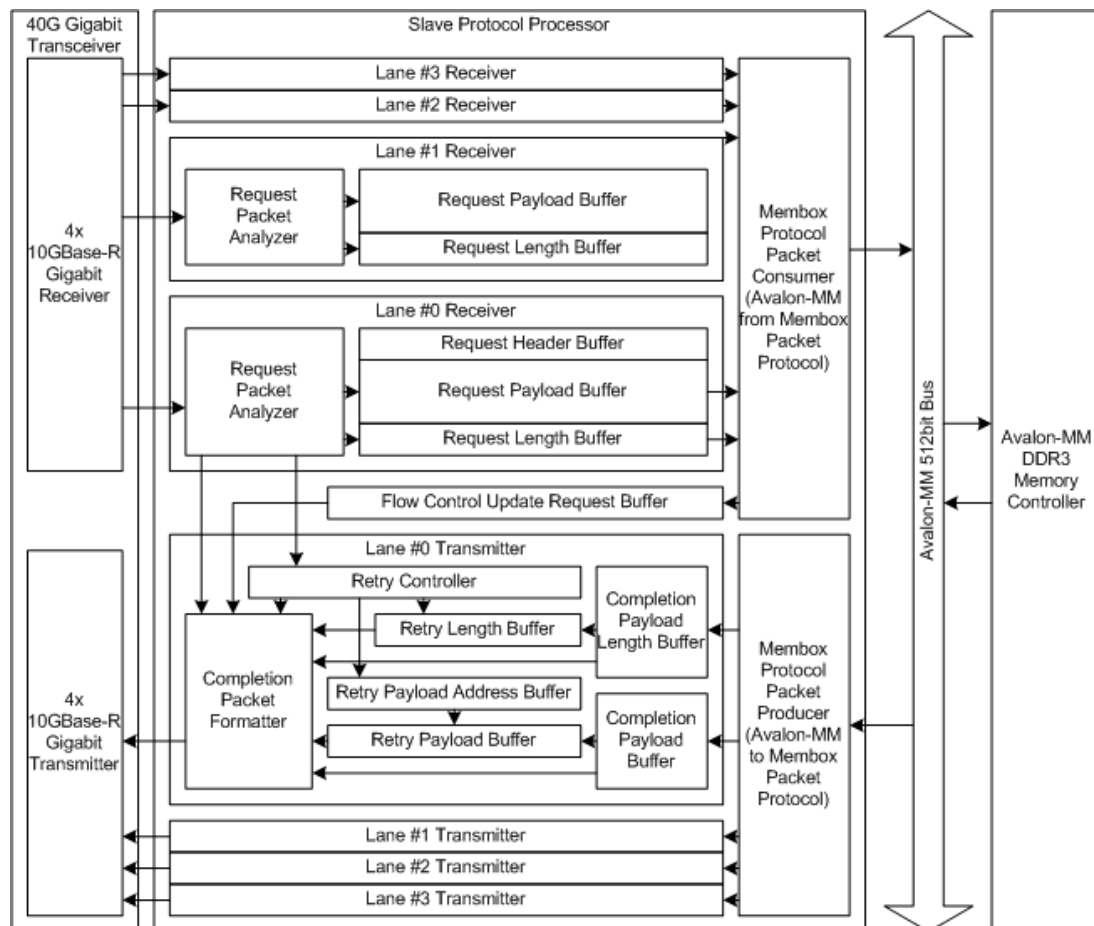 40G Gigabit
Transceiver
Slave Protocol Processor
Lane #3 Receiver
Lane #2 Receiver
Lane #1 Receiver
Request
Packet
Analyzer
Request Payload Buffer
Request Length Buffer
4x
10GBase-R
Gigabit
Receiver
Lane #0 Receiver
Request
Packet
Analyzer
Request Header Buffer
Request Payload Buffer
Request Length Buffer
Membox
Protocol
Packet
Consumer
(Avalon-MM
from Membox
Packet
Protocol)
Flow Control Update Request Buffer
Avalon-MM 512bit Bus
Avalon-MM
DDR3
Memory
Controller
Lane #0 Transmitter
Retry Controller
Retry Length Buffer
Completion
Payload
Length Buffer
Completion
Packet
Formatter
Retry Payload Address Buffer
Retry Payload Buffer
Completion
Payload
Buffer
4x
10GBase-R
Gigabit
Transmitter
Membox
Protocol
Packet
Producer
(Avalon-MM
to Membox
Packet
Protocol)
Lane #1 Transmitter
Lane #2 Transmitter
Lane #3 Transmitter